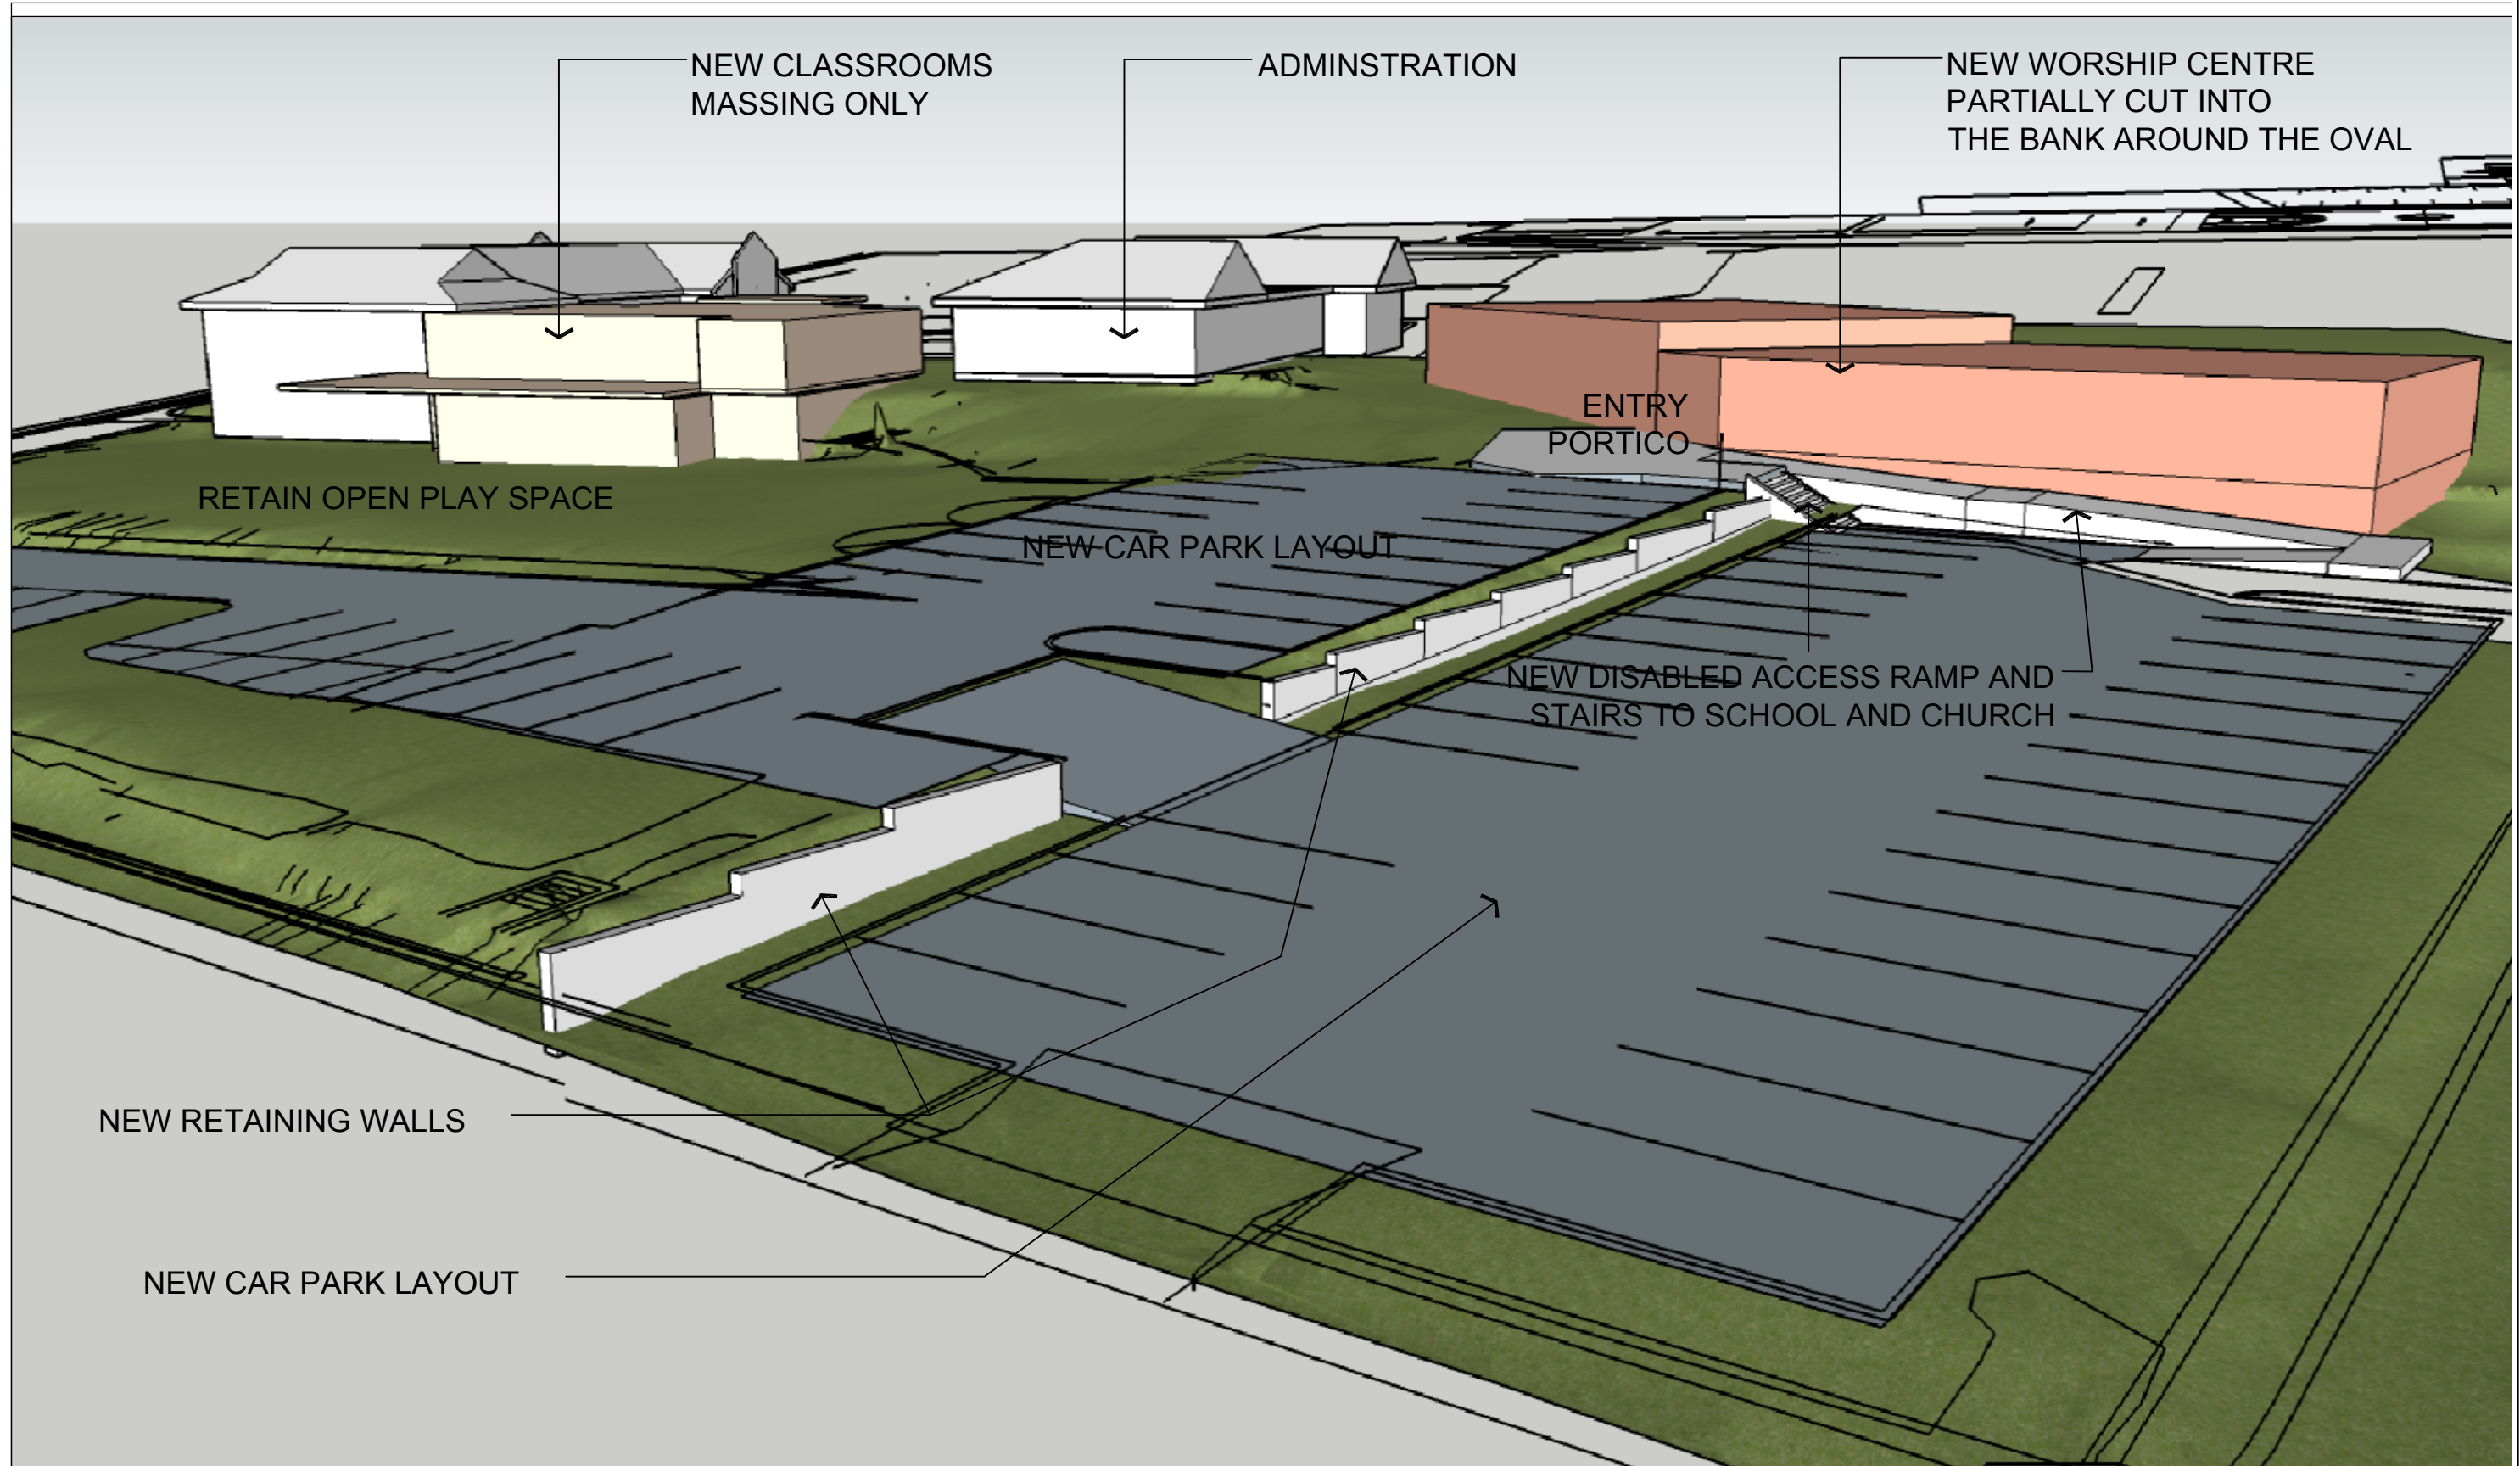 NEW CLASSROOMS
MASSING ONLY
ADMINSTRATION
NEW WORSHIP CENTRE
PARTIALLY CUT INTO
THE BANK AROUND THE OVAL
ENTRY
PORTICO
RETAIN OPEN PLAY SPACE
NEW CAR PARK LAYOUT
NEW DISABLED ACCESS RAMP AND
STAIRS TO SCHOOL AND CHURCH
NEW RETAINING WALLS
NEW CAR PARK LAYOUT